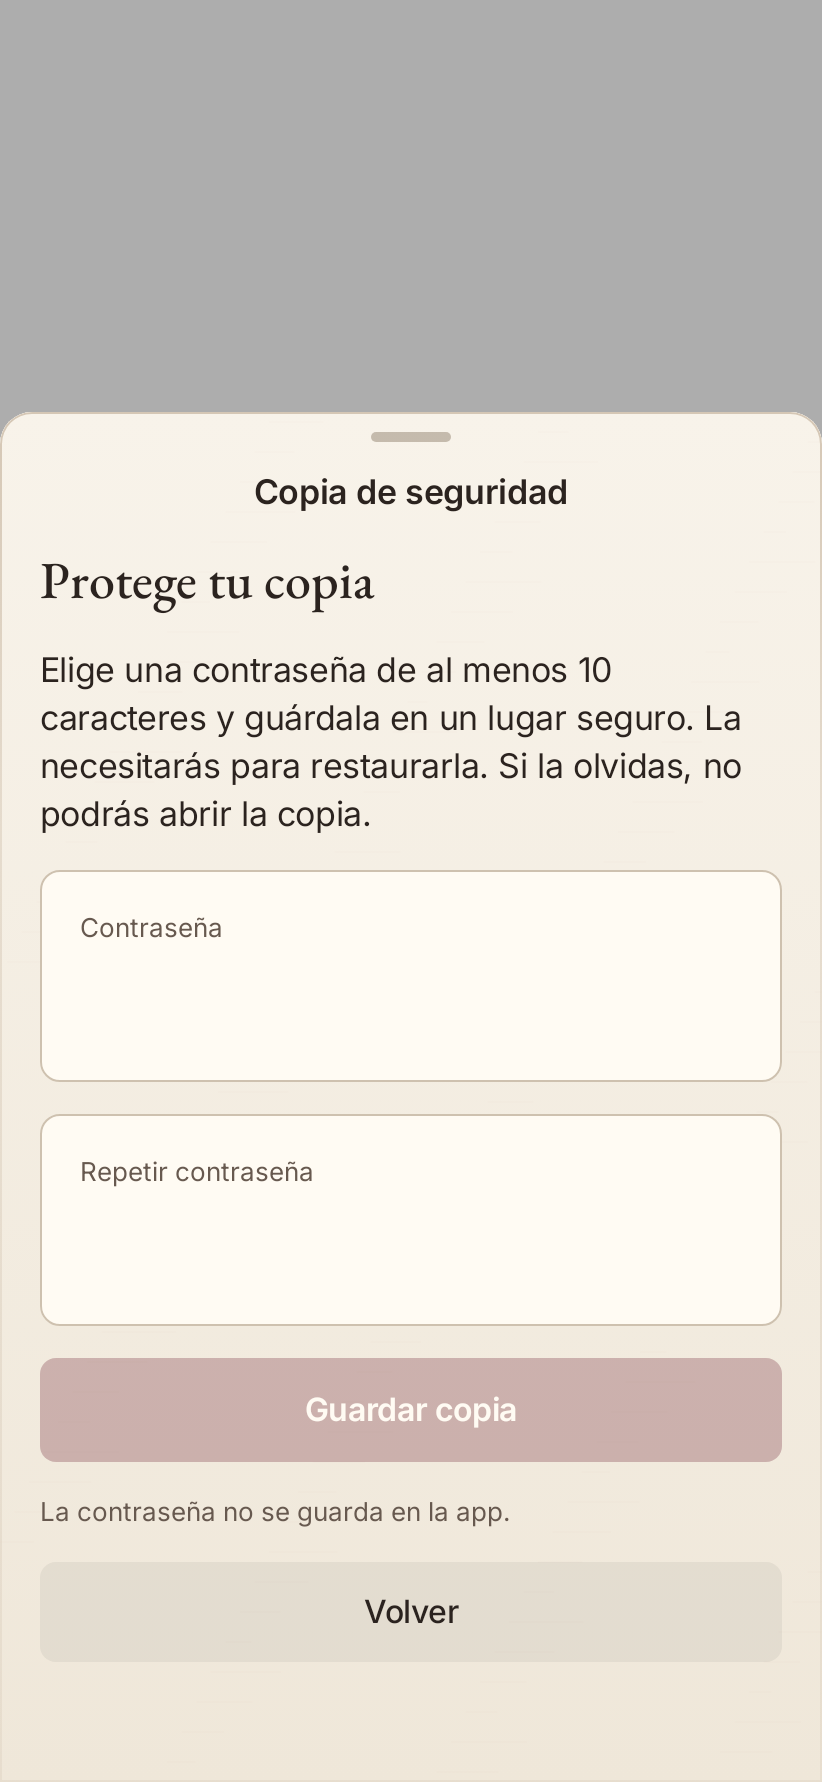 Copia de seguridad
Protege tu copia
Elige una contraseña de al menos 10
caracteres y guárdala en un lugar seguro. La
necesitarás para restaurarla. Si la olvidas, no
podrás abrir la copia.
Contraseña
Repetir contraseña
Guardar copia
La contraseña no se guarda en la app.
Volver